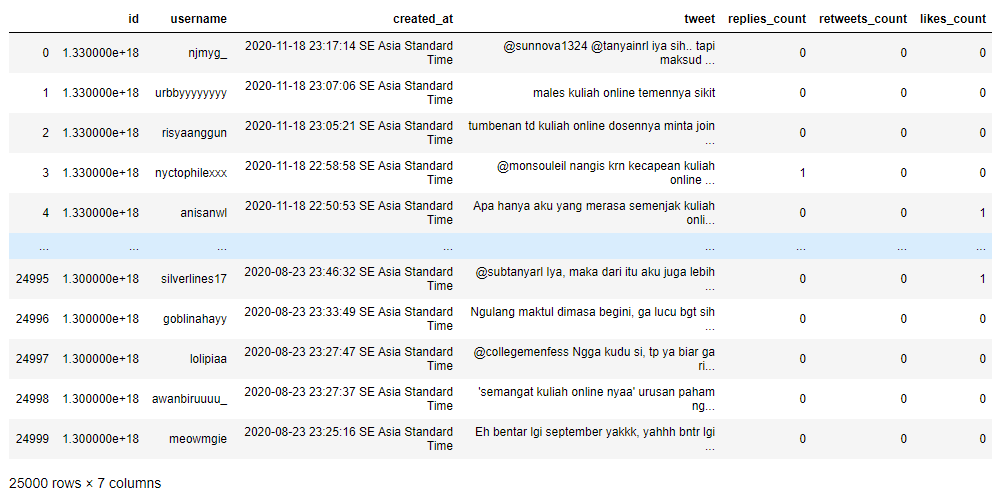 id username created_at tweet replies_count retweets_count likes_count
0 1.330000e+18 njmyg_ 2020-11-18 23:17:14 SE Asia Standard Time @sunnova1324 @tanyainrl iya sih.. tapi maksud ... 0 0 0
1 1.330000e+18 urbbyyyyyyyy 2020-11-18 23:07:06 SE Asia Standard Time males kuliah online temennya sikit 0 0 0
2 1.330000e+18 risyaanggun 2020-11-18 23:05:21 SE Asia Standard Time tumbenan td kuliah online dosennya minta join ... 0 0 0
3 1.330000e+18 nyctophilexxx 2020-11-18 22:58:58 SE Asia Standard Time @monsouleil nangis krn kecapean kuliah online ... 1 0 0
4 1.330000e+18 anisanwl 2020-11-18 22:50:53 SE Asia Standard Time Apa hanya aku yang merasa semenjak kuliah onli... 0 0 1
... ... ... ... ... ... ... ...
24995 1.300000e+18 silverlines17 2020-08-23 23:46:32 SE Asia Standard Time @subtanyarl Iya, maka dari itu aku juga lebih ... 0 0 1
24996 1.300000e+18 goblinahayy 2020-08-23 23:33:49 SE Asia Standard Time Ngulang maktul dimasa begini, ga lucu bgt sih ... 0 0 0
24997 1.300000e+18 lolipiaa 2020-08-23 23:27:47 SE Asia Standard Time @collegemenfess Ngga kudu si, tp ya biar ga ri... 0 0 0
24998 1.300000e+18 awanbiruuuu_ 2020-08-23 23:27:37 SE Asia Standard Time 'semangat kuliah online nyaa' urusan paham ng... 0 0 0
24999 1.300000e+18 meowmgie 2020-08-23 23:25:16 SE Asia Standard Time Eh bentar lgi september yakkk, yahhh bntr lgi ... 0 0 0
25000 rows × 7 columns